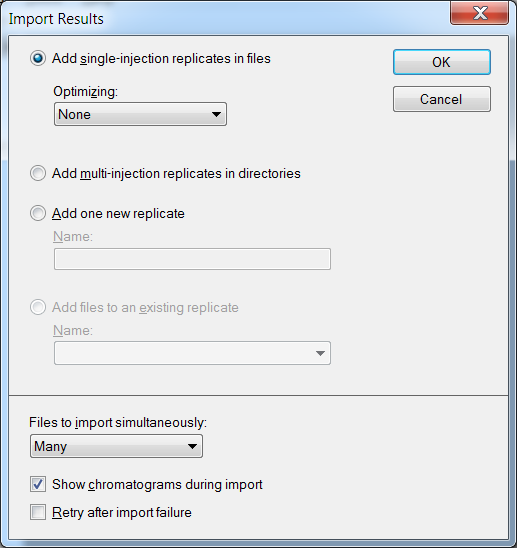 Import Results
Add single-injection replicates in files
OK
Optimizing:
None
Cancel
Add multi-injection replicates in directories
Add one new replicate
Name:
Add files to an existing replicate
Name:
Files to import simultaneously:
Many
Show chromatograms during import
Retry after import failure